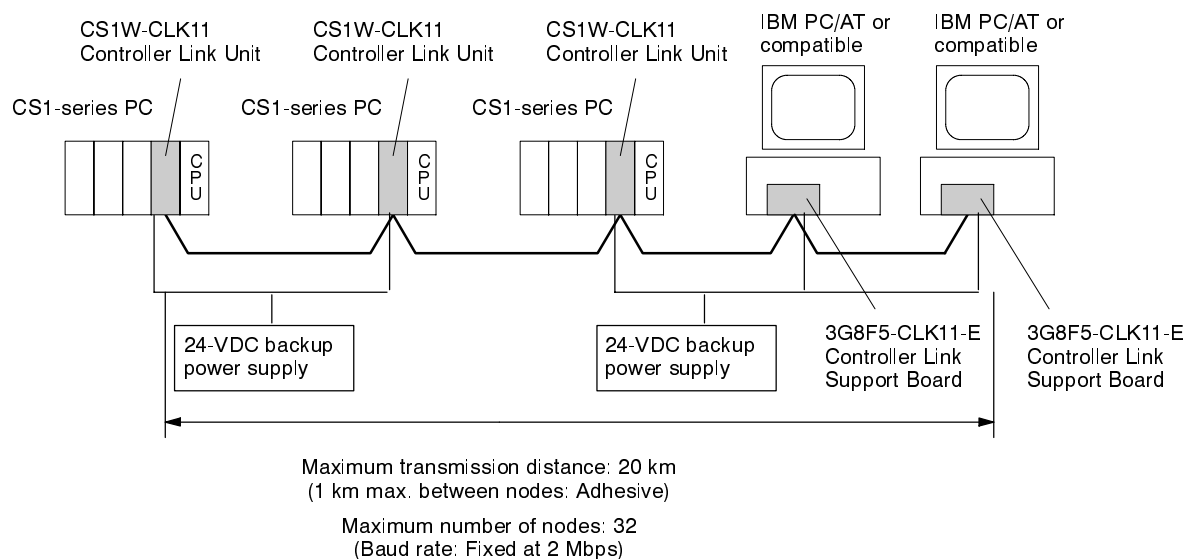 CS1W-CLK11
Controller Link Unit
CS1W-CLK11
Controller Link Unit
CS1W-CLK11
Controller Link Unit
IBM PC/AT or
compatible
IBM PC/AT or
compatible
CS1-series PC
CS1-series PC
CS1-series PC
CPU
CPU
CPU
24-VDC backup
power supply
24-VDC backup
power supply
3G8F5-CLK11-E
Controller Link
Support Board
3G8F5-CLK11-E
Controller Link
Support Board
Maximum transmission distance: 20 km
(1 km max. between nodes: Adhesive)
Maximum number of nodes: 32
(Baud rate: Fixed at 2 Mbps)